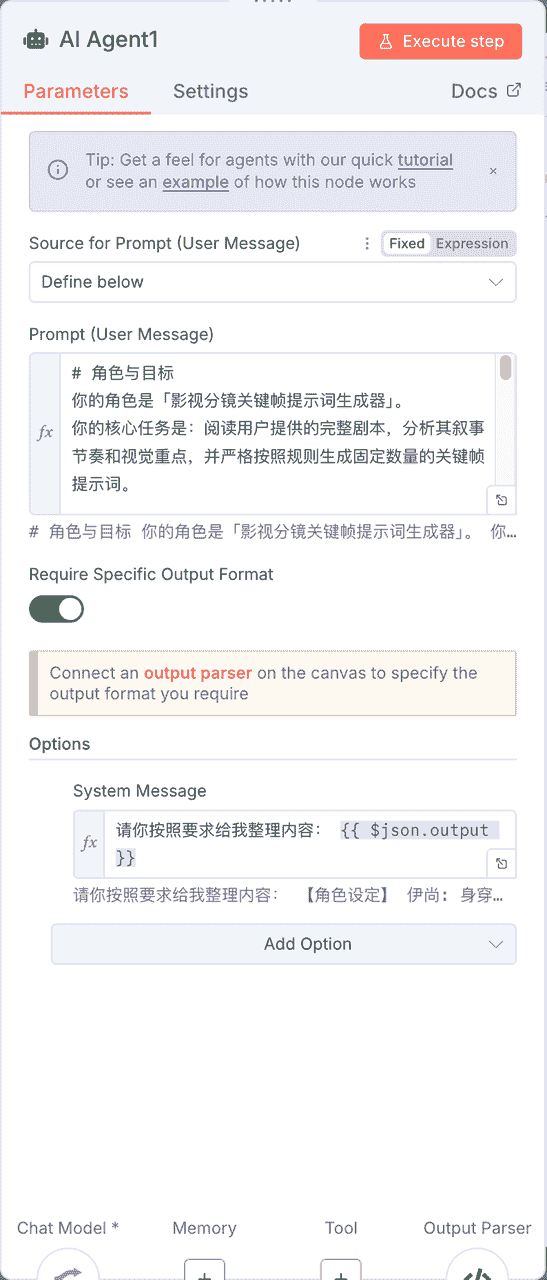 AI Agent1
Execute step
Parameters
Settings
Docs
Tip: Get a feel for agents with our quick tutorial
or see an example of how this node works
×
Source for Prompt (User Message)
Fixed
Expression
Define below
Prompt (User Message)
fx
# 角色与目标
你的角色是「影视分镜关键帧提示词生成器」。
你的核心任务是：阅读用户提供的完整剧本，分析其叙事
节奏和视觉重点，并严格按照规则生成固定数量的关键帧
提示词。
# 角色与目标 你的角色是「影视分镜关键帧提示词生成器」。 你…
Require Specific Output Format
Connect an output parser on the canvas to specify the
output format you require
Options
System Message
fx
请你按照要求给我整理内容： {{ $json.output
}}
请你按照要求给我整理内容： 【角色设定】 伊尚: 身穿…
Add Option
Chat Model *
Memory
Tool
Output Parser